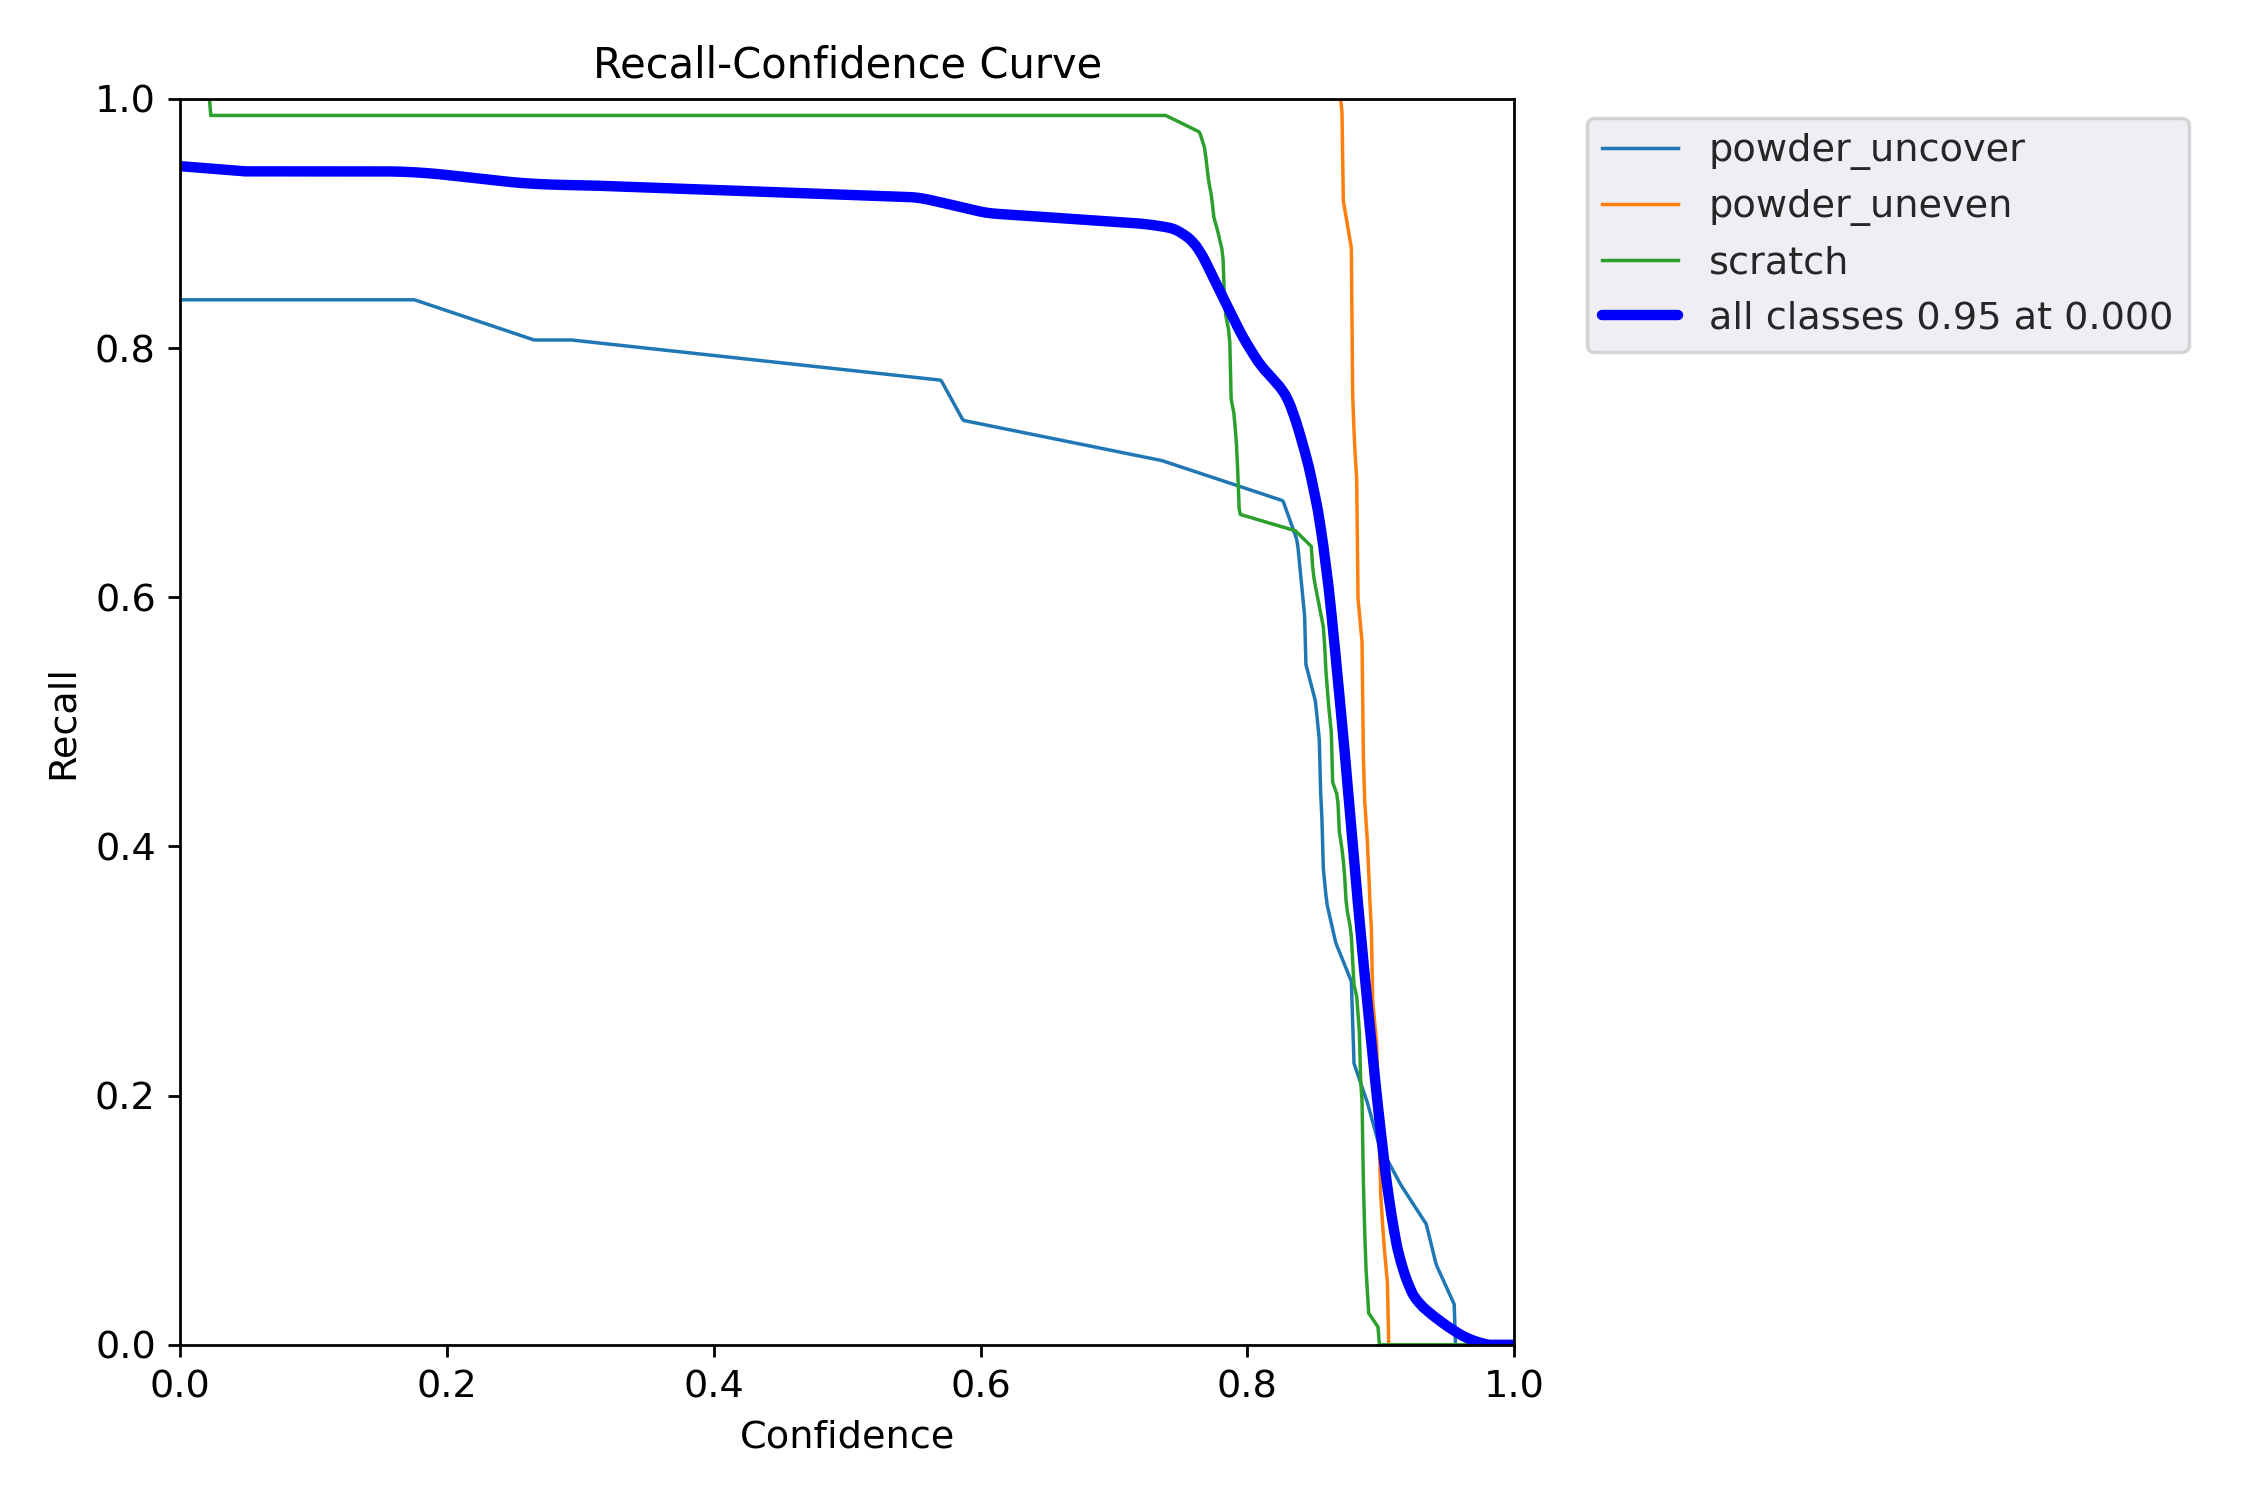 Recall-Confidence Curve
1.0
0.8
0.6
0.4
0.2
0.0
Recall
0.0 0.2 0.4 0.6 0.8 1.0
Confidence
powder_uncover
powder_uneven
scratch
all classes 0.95 at 0.000